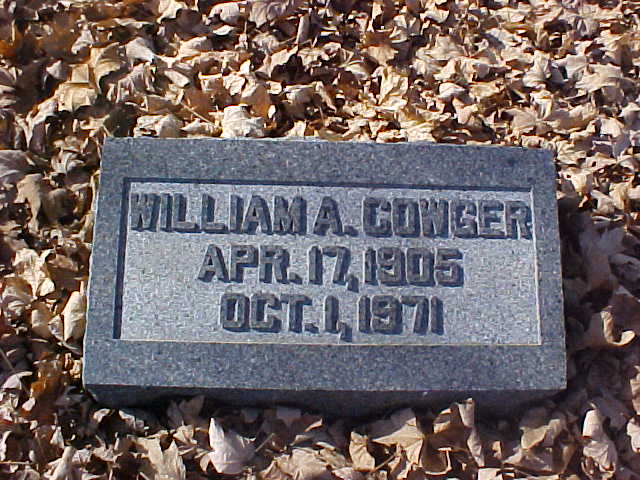 WILLIAM A. COWGER
APR. 17, 1905
OCT. 1, 1971